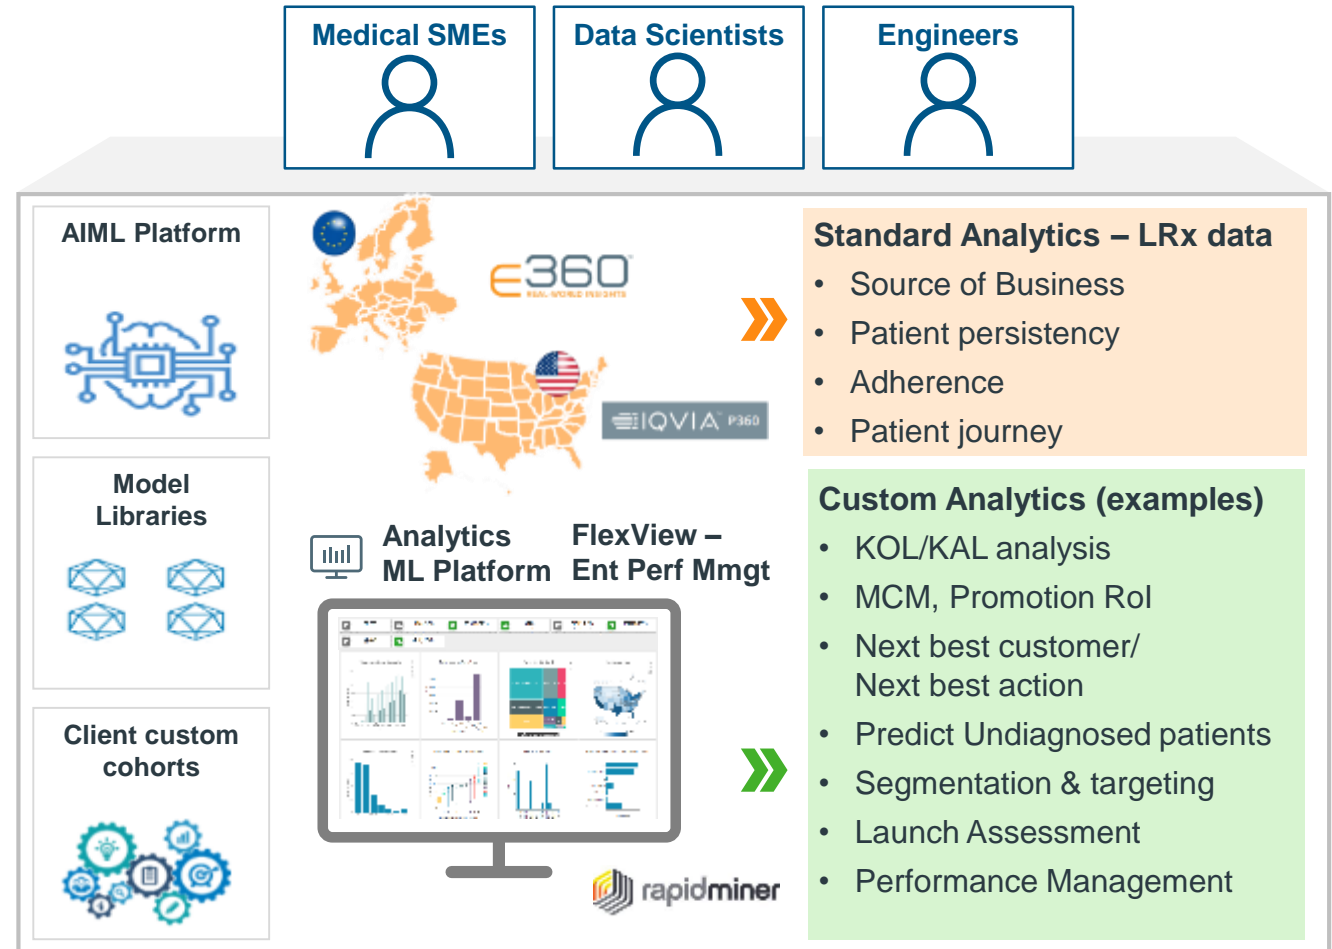 Medical SMEs
Data Scientists
Engineers
AIML Platform
Model
Libraries
Client custom
cohorts
e360
REAL-WORLD INSIGHTS
IQVIA P360
Analytics
ML Platform
FlexView –
Ent Perf Mmgt
rapidminer
Standard Analytics – LRx data
• Source of Business
• Patient persistency
• Adherence
• Patient journey
Custom Analytics (examples)
• KOL/KAL analysis
• MCM, Promotion RoI
• Next best customer/
Next best action
• Predict Undiagnosed patients
• Segmentation & targeting
• Launch Assessment
• Performance Management